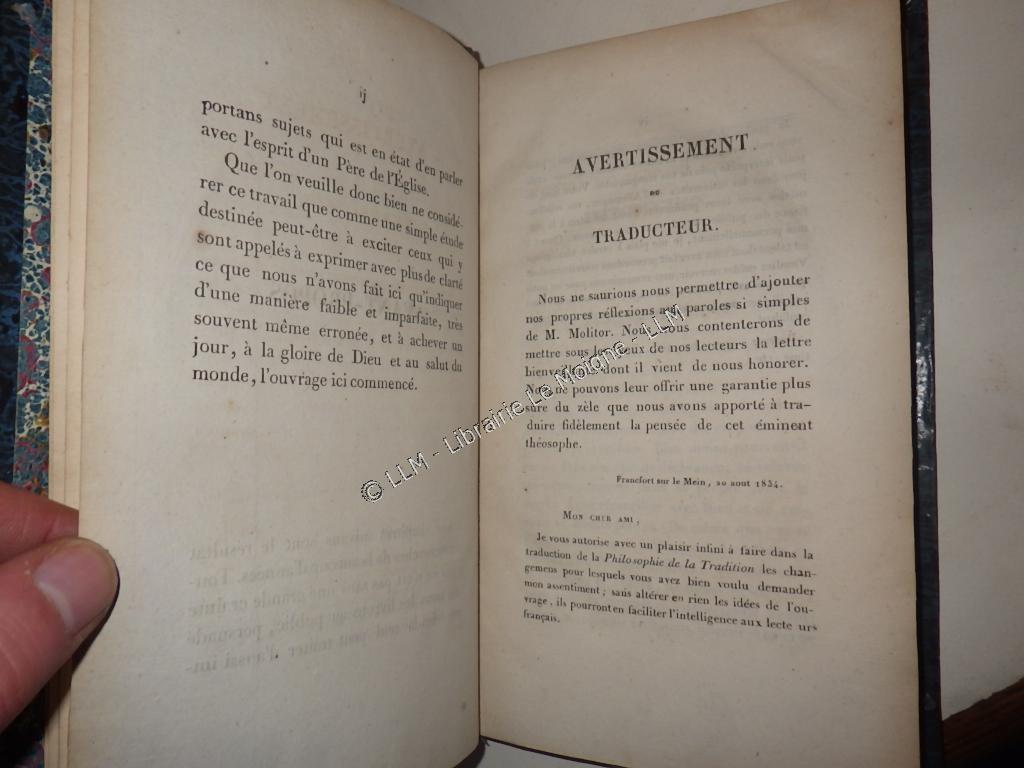 ij
portans sujets qui est en état d'en parler
avec l'esprit d'un Père de l'Église.
Que l'on veuille donc bien ne considé-
rer ce travail que comme une simple étude
destinée peut-être à exciter ceux qui y
sont appelés à exprimer avec plus de clarté
ce que nous n'avons fait ici qu'indiquer
d'une manière faible et imparfaite, très
souvent même erronée, et à achever un
jour, à la gloire de Dieu et au salut du
monde, l'ouvrage ici commencé.
AVERTISSEMENT
DU
TRADUCTEUR.
Nous ne saurions nous permettre d'ajouter
nos propres réflexions aux paroles si simples
de M. Molitor. Nous nous contenterons de
mettre sous les yeux de nos lecteurs la lettre
bienveillante dont il vient de nous honorer.
Nous ne pouvons leur offrir une garantie plus
sûre du zèle que nous avons apporté à tra-
duire fidèlement la pensée de cet éminent
théosophe.
Francfort sur le Mein, 20 aout 1834.
MON CHER AMI,
Je vous autorise avec un plaisir infini à faire dans la
traduction de la Philosophie de la Tradition les chan-
gemens pour lesquels vous avez bien voulu demander
mon assentiment; sans altérer en rien les idées de l'ou-
vrage, ils pourront en faciliter l'intelligence aux lecte urs
français.
© LLM - Librairie Le Moigne - LLM